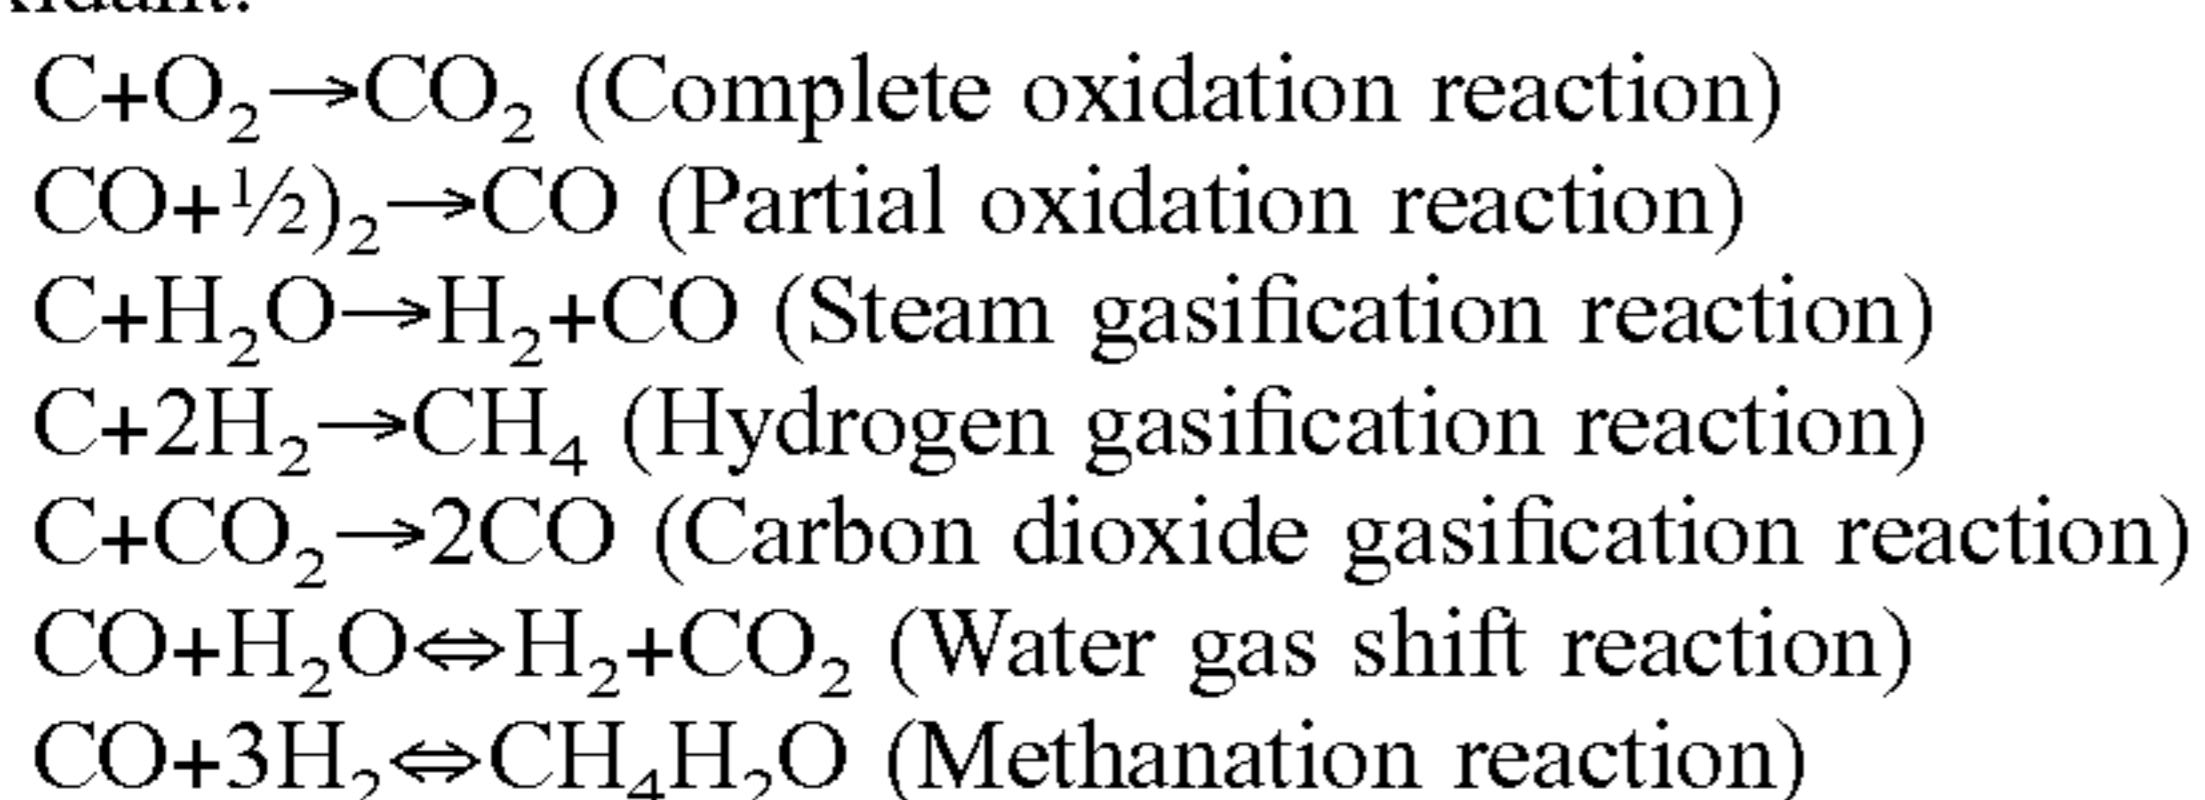 C+O₂→CO₂ (Complete oxidation reaction)
CO+½)₂→CO (Partial oxidation reaction)
C+H₂O→H₂+CO (Steam gasification reaction)
C+2H₂→CH₄ (Hydrogen gasification reaction)
C+CO₂→2CO (Carbon dioxide gasification reaction)
CO+H₂O⇔H₂+CO₂ (Water gas shift reaction)
CO+3H₂⇔CH₄H₂O (Methanation reaction)